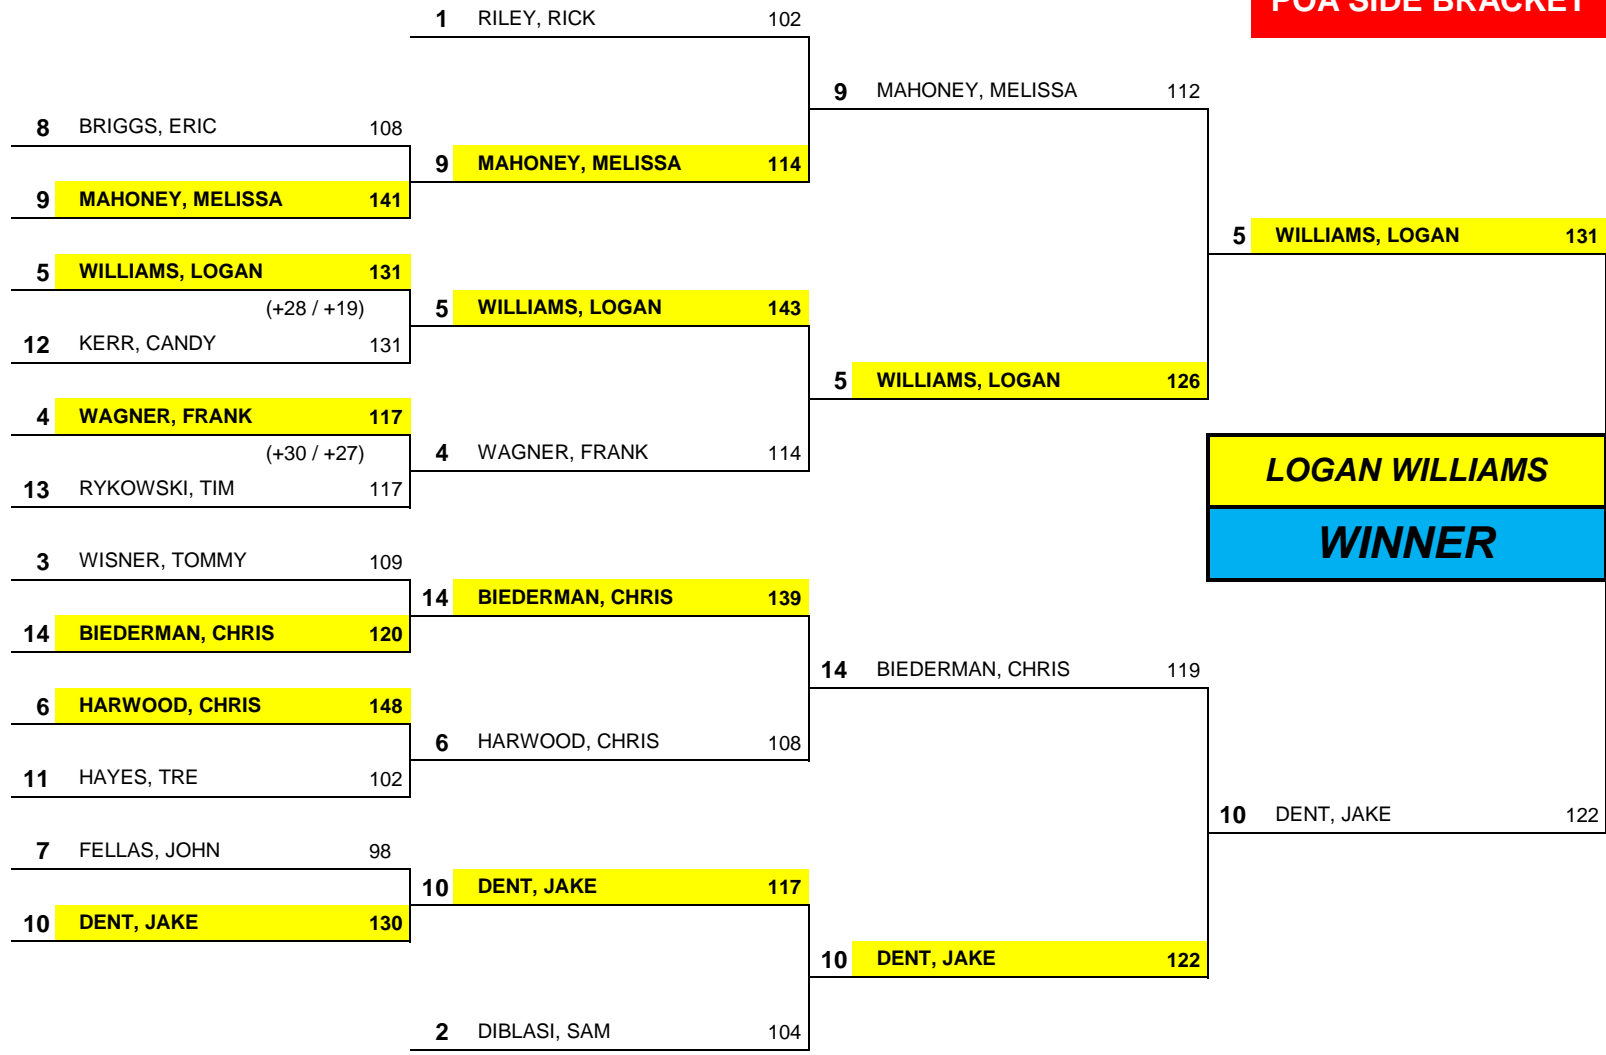 POA SIDE BRACKET
1 RILEY, RICK 102
9 MAHONEY, MELISSA 112
8 BRIGGS, ERIC 108
9 MAHONEY, MELISSA 114
9 MAHONEY, MELISSA 141
5 WILLIAMS, LOGAN 131
5 WILLIAMS, LOGAN 131
(+28 / +19)
5 WILLIAMS, LOGAN 143
12 KERR, CANDY 131
5 WILLIAMS, LOGAN 126
4 WAGNER, FRANK 117
(+30 / +27)
4 WAGNER, FRANK 114
LOGAN WILLIAMS
13 RYKOWSKI, TIM 117
WINNER
3 WISNER, TOMMY 109
14 BIEDERMAN, CHRIS 139
14 BIEDERMAN, CHRIS 120
14 BIEDERMAN, CHRIS 119
6 HARWOOD, CHRIS 148
6 HARWOOD, CHRIS 108
11 HAYES, TRE 102
10 DENT, JAKE 122
7 FELLAS, JOHN 98
10 DENT, JAKE 117
10 DENT, JAKE 130
10 DENT, JAKE 122
2 DIBLASI, SAM 104